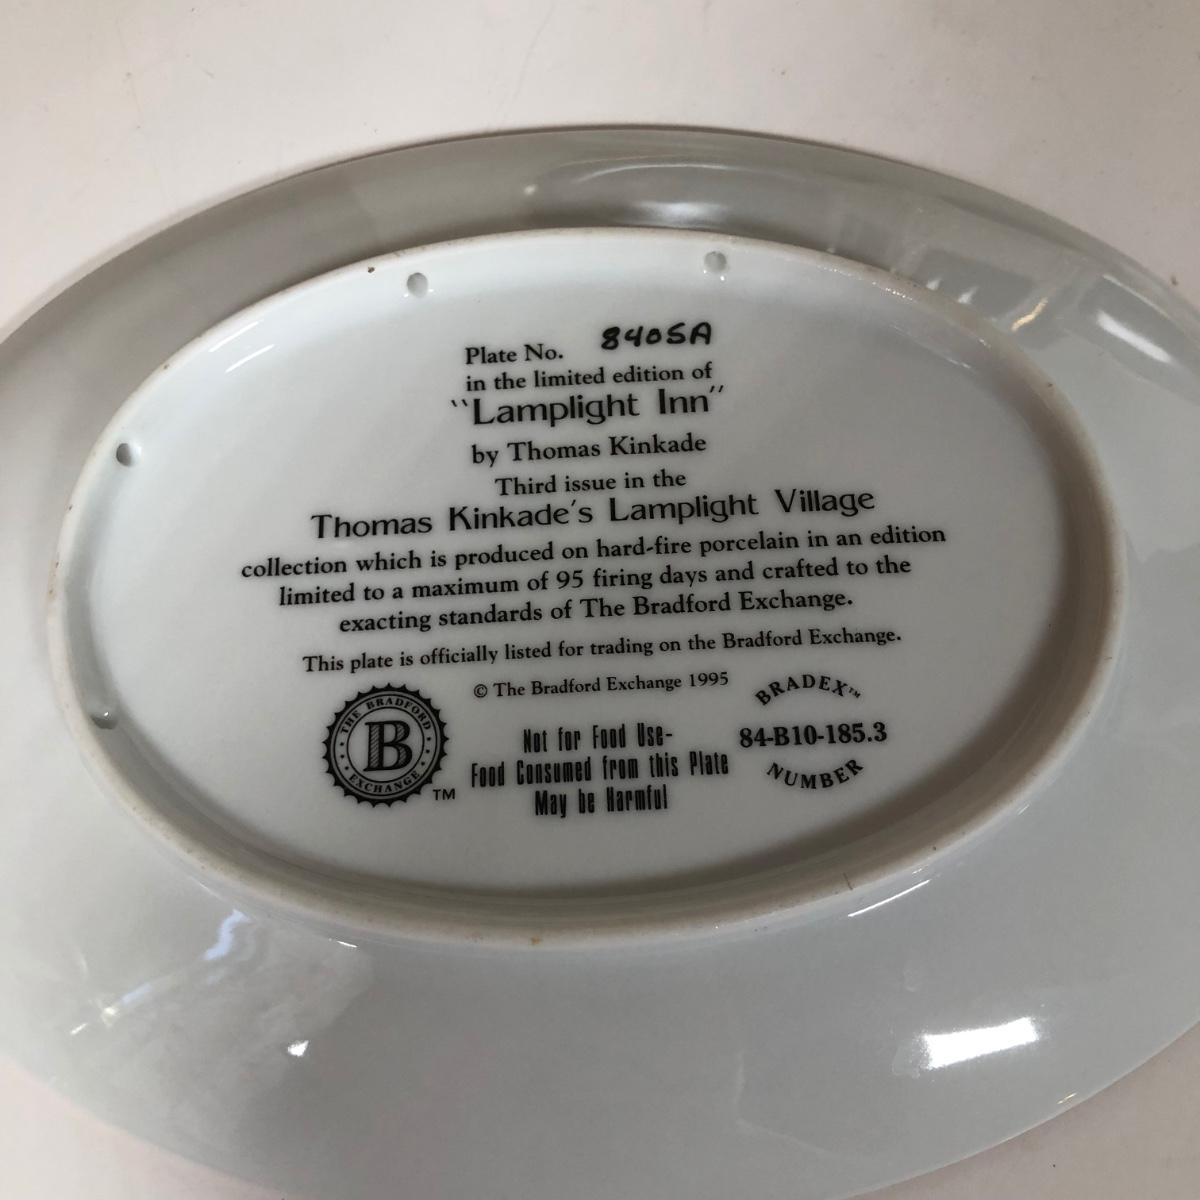 Plate No. 8405A
in the limited edition of
"Lamplight Inn"
by Thomas Kinkade
Third issue in the
Thomas Kinkade's Lamplight Village
collection which is produced on hard-fire porcelain in an edition
limited to a maximum of 95 firing days and crafted to the
exacting standards of The Bradford Exchange.
This plate is officially listed for trading on the Bradford Exchange.
© The Bradford Exchange 1995
THE BRADFORD
B
EXCHANGE
TM
Not for Food Use-
Food Consumed from this Plate
May be Harmful
BRADEX™
84-B10-185.3
NUMBER